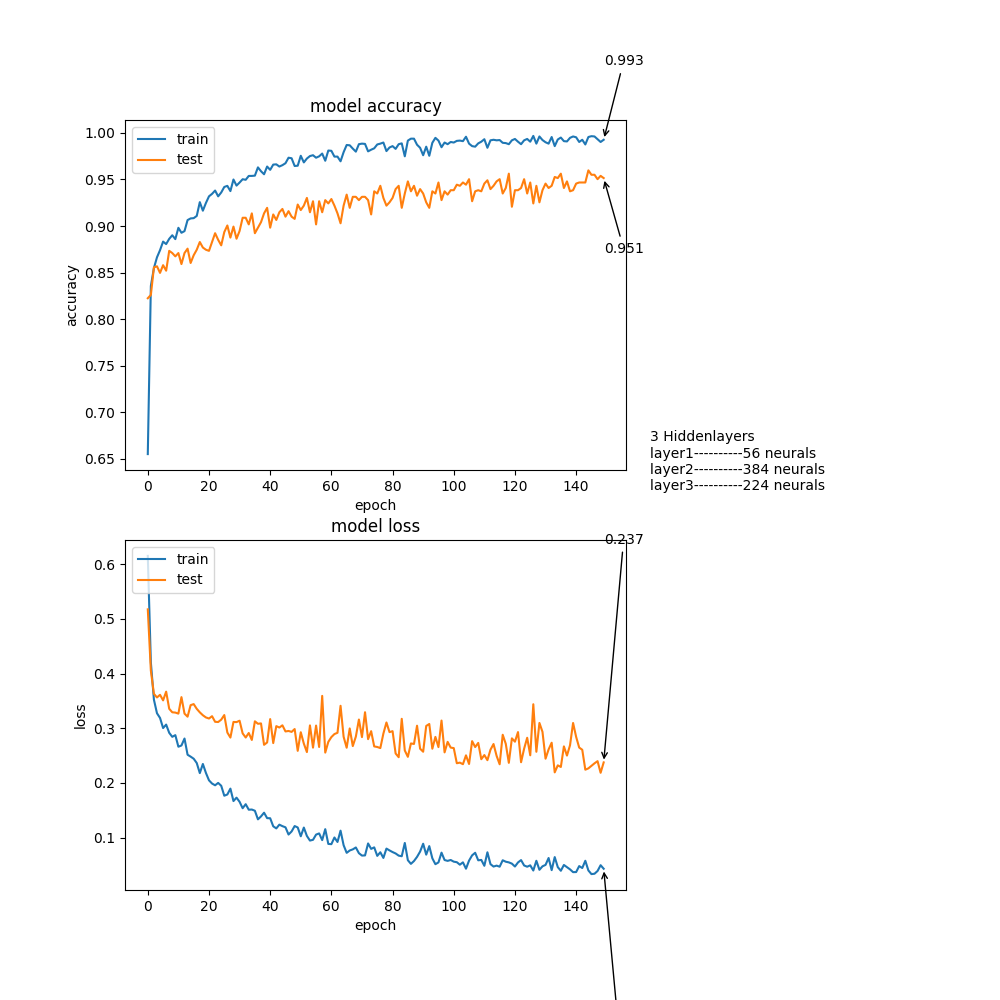 0.993
model accuracy
train
test
1.00
0.95
0.90
0.85
0.80
0.75
0.70
0.65
accuracy
0.951
0 20 40 60 80 100 120 140
epoch
3 Hiddenlayers
layer1----------56 neurals
layer2----------384 neurals
layer3----------224 neurals
model loss
0.237
train
test
0.6
0.5
0.4
0.3
0.2
0.1
loss
0 20 40 60 80 100 120 140
epoch